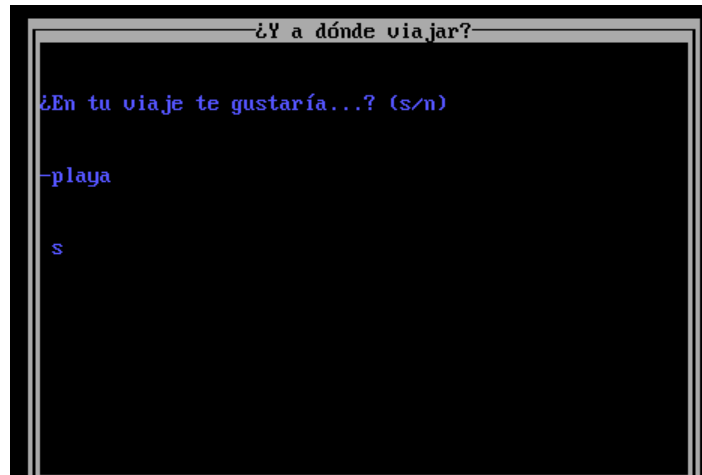 ¿Y a dónde viajar?
¿En tu viaje te gustaría...? (s/n)
-playa
s